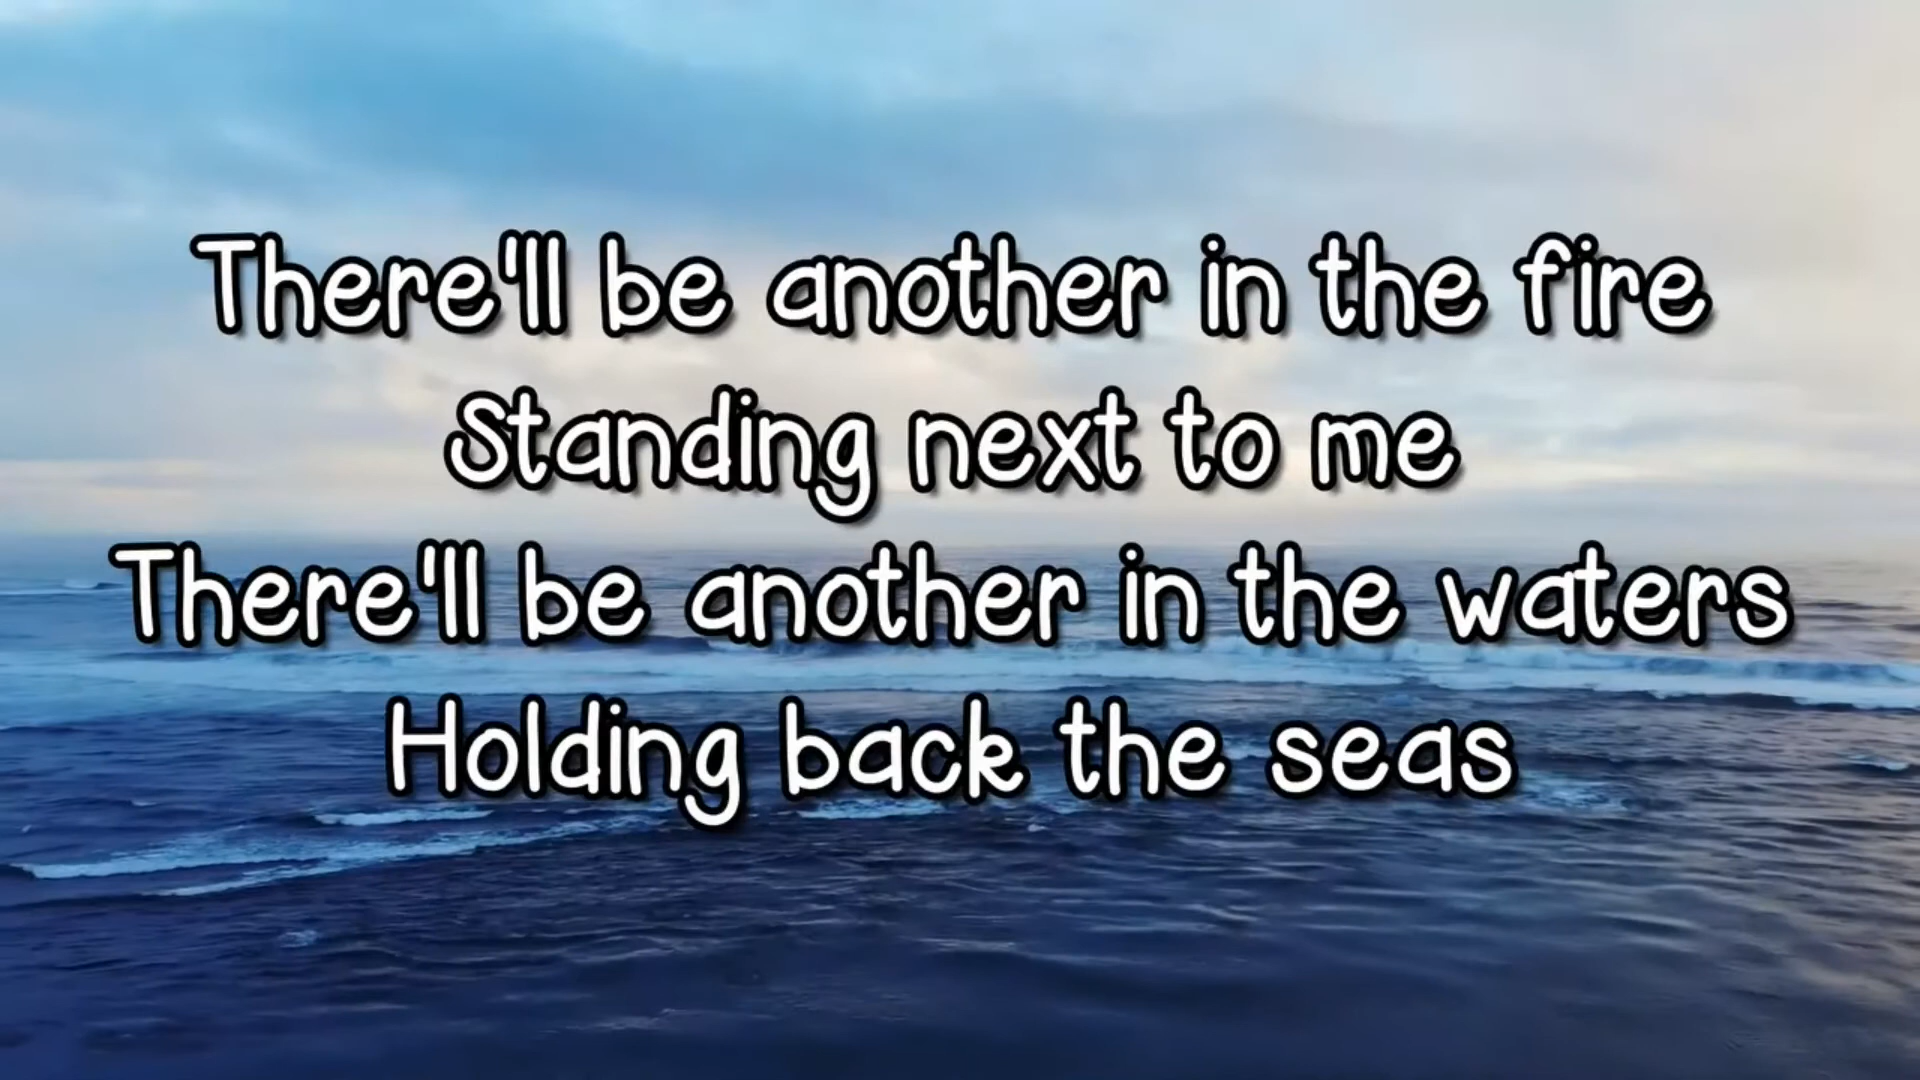 There'll be another in the fire
Standing next to me
There'll be another in the waters
Holding back the seas